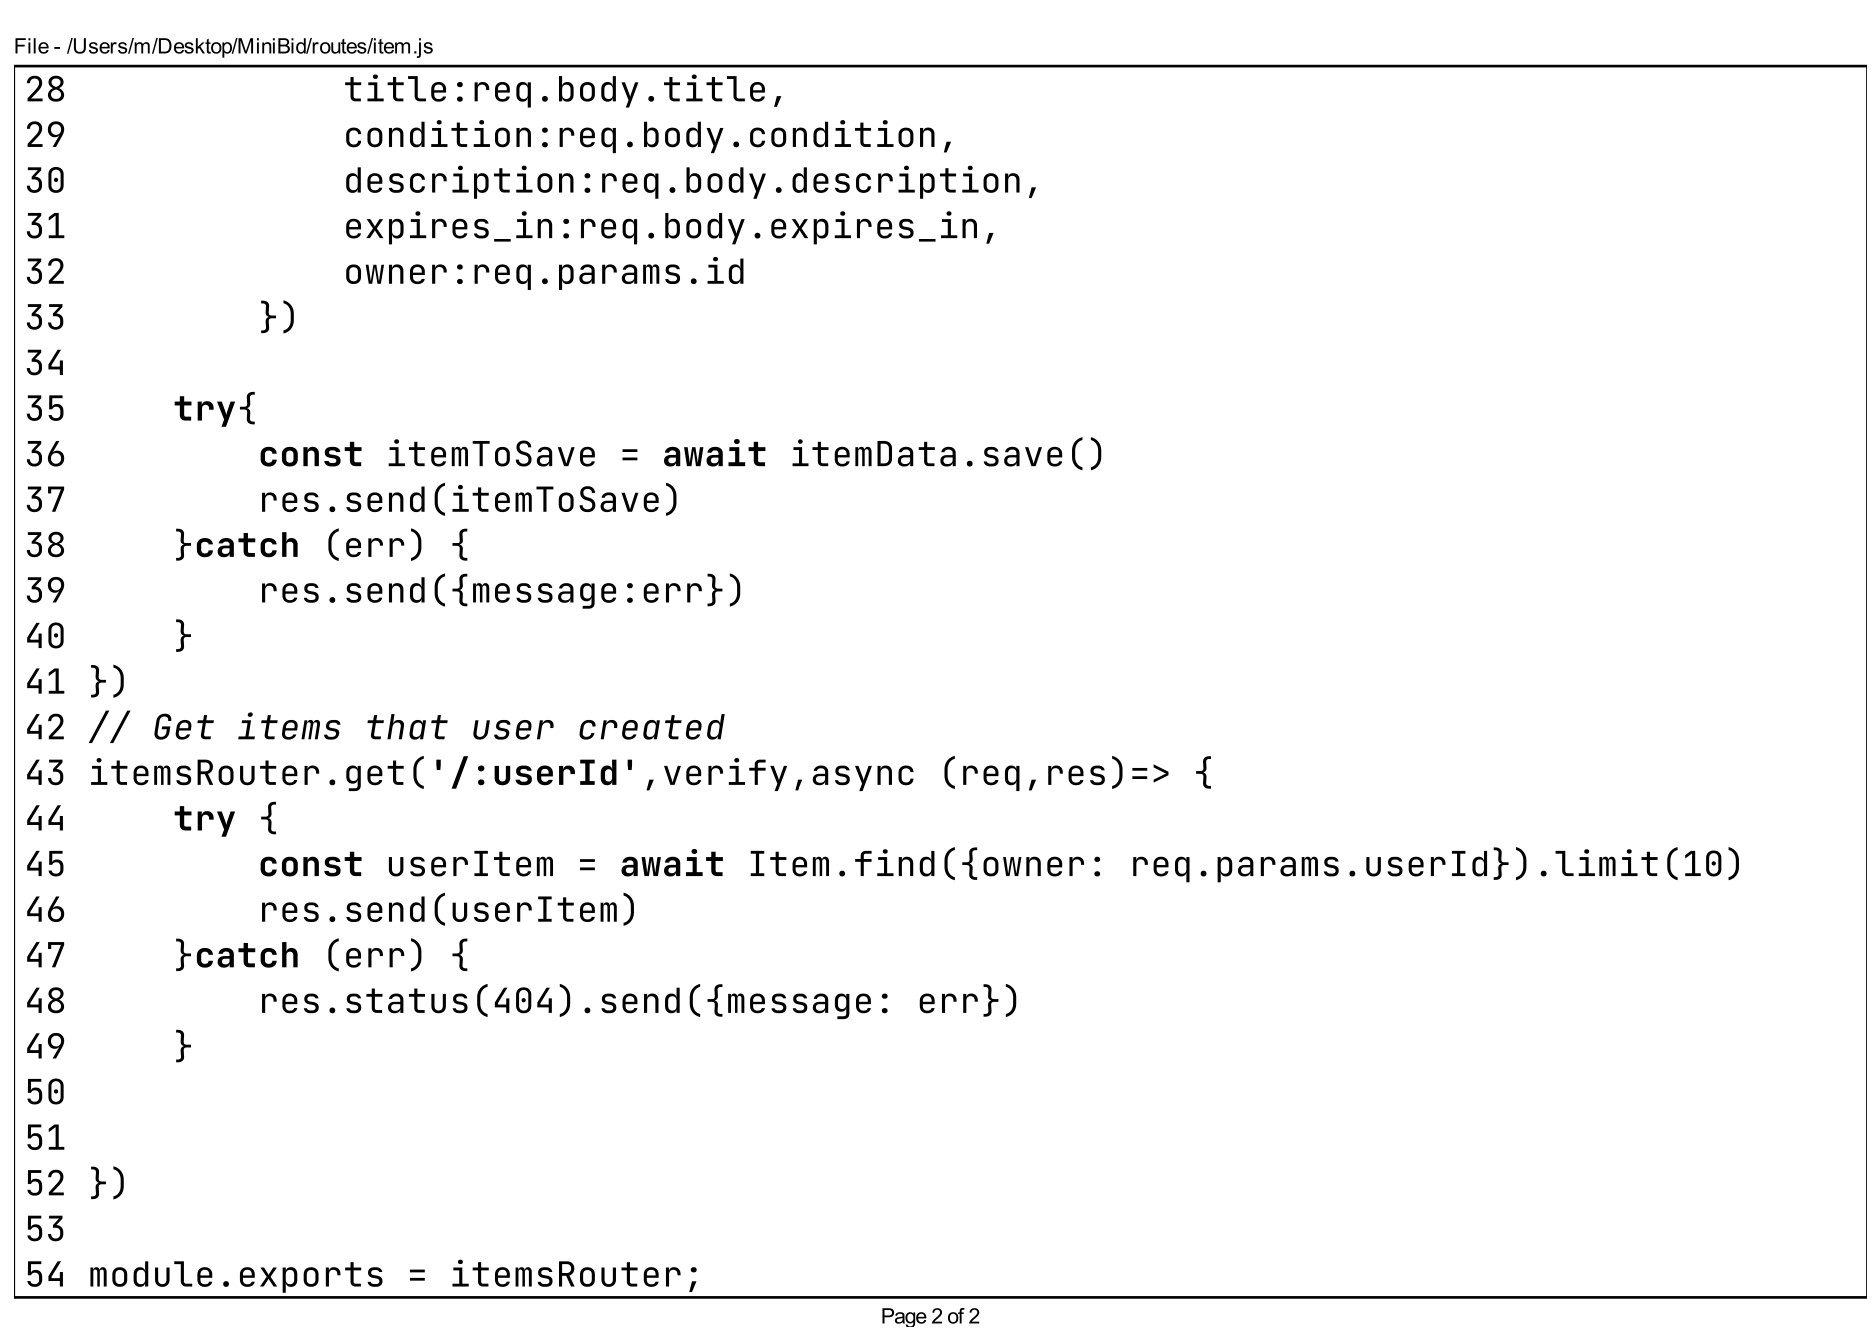 File - /Users/m/Desktop/MiniBid/routes/item.js
28             title:req.body.title,
29             condition:req.body.condition,
30             description:req.body.description,
31             expires_in:req.body.expires_in,
32             owner:req.params.id
33         })
34
35     try{
36         const itemToSave = await itemData.save()
37         res.send(itemToSave)
38     }catch (err) {
39         res.send({message:err})
40     }
41 })
42 // Get items that user created
43 itemsRouter.get('/:userId',verify,async (req,res)=> {
44     try {
45         const userItem = await Item.find({owner: req.params.userId}).limit(10)
46         res.send(userItem)
47     }catch (err) {
48         res.status(404).send({message: err})
49     }
50
51
52 })
53
54 module.exports = itemsRouter;
Page 2 of 2